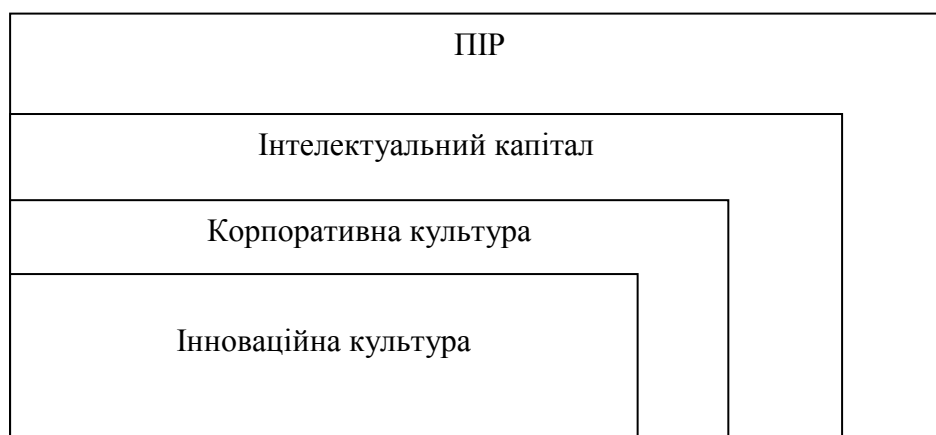 ПІР
Інтелектуальний капітал
Корпоративна культура
Інноваційна культура